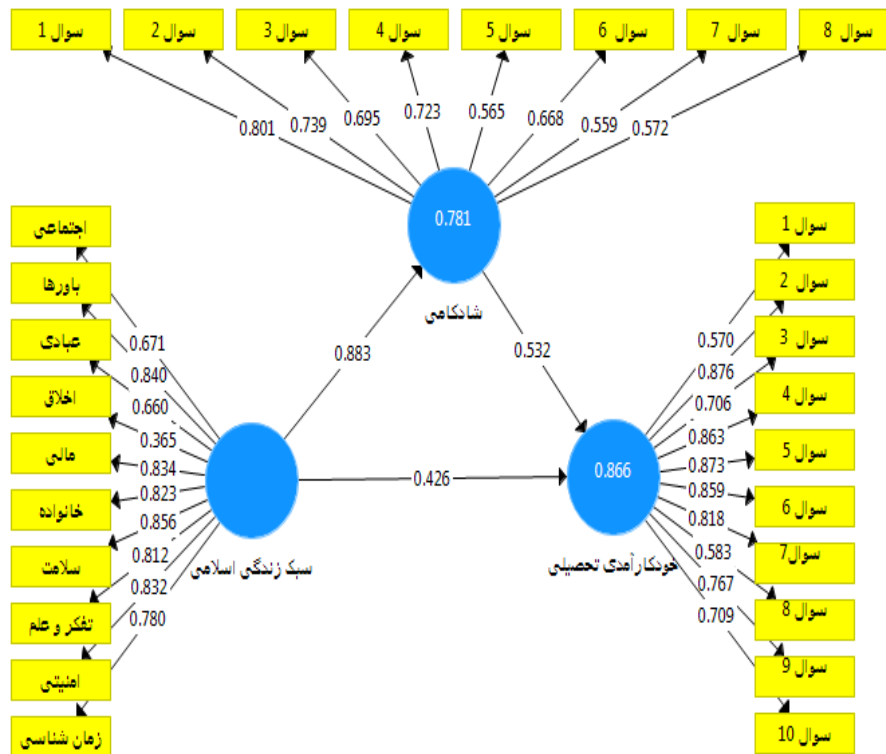 سوال 1
سوال 2
سوال 3
سوال 4
سوال 5
سوال 6
سوال 7
سوال 8
0.801
0.739
0.695
0.723
0.565
0.668
0.559
0.572
0.781
شادکامی
0.883
0.532
0.426
اجتماعی
باورها
عبادی
اخلاق
مالی
خانواده
سلامت
تفکر و علم
امنیتی
زمان شناسی
0.671
0.840
0.660
0.365
0.834
0.823
0.856
0.812
0.832
0.780
سبک زندگی اسلامی
0.866
خودکارآمدی تحصیلی
0.570
0.876
0.706
0.863
0.873
0.859
0.818
0.583
0.767
0.709
سوال 1
سوال 2
سوال 3
سوال 4
سوال 5
سوال 6
سوال7
سوال 8
سوال 9
سوال 10